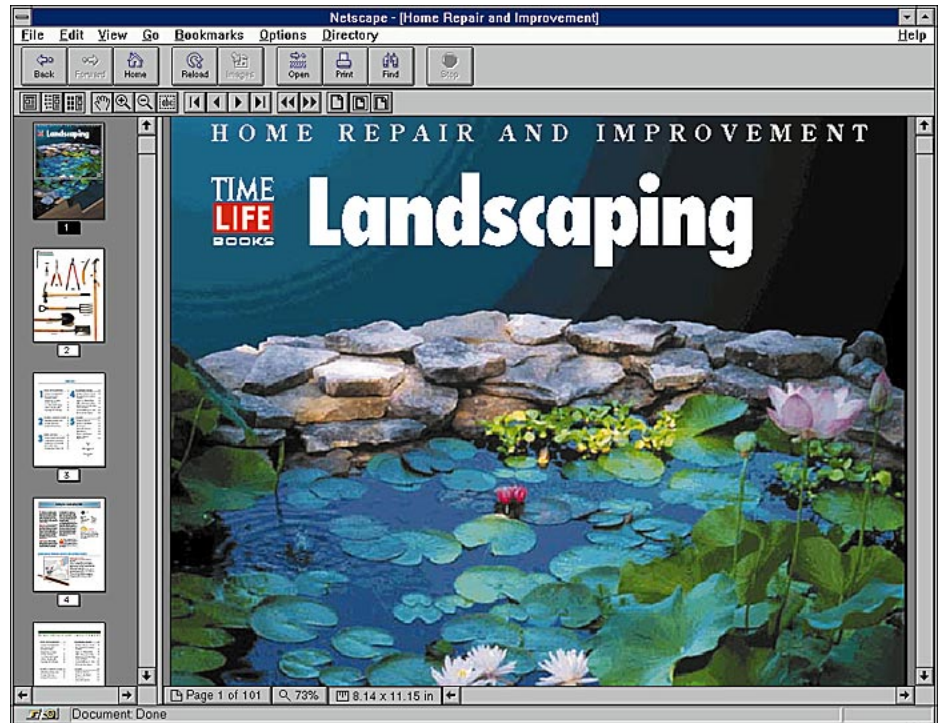 Netscape - [Home Repair and Improvement]
File Edit View Go Bookmarks Options Directory Help
Back Forward Home Reload Images Open Print Find Stop
abc
HOME REPAIR AND IMPROVEMENT
TIME
LIFE
BOOKS
Landscaping
Landscaping
1
2
3
4
Page 1 of 101 73% 8.14 x 11.15 in
Document: Done